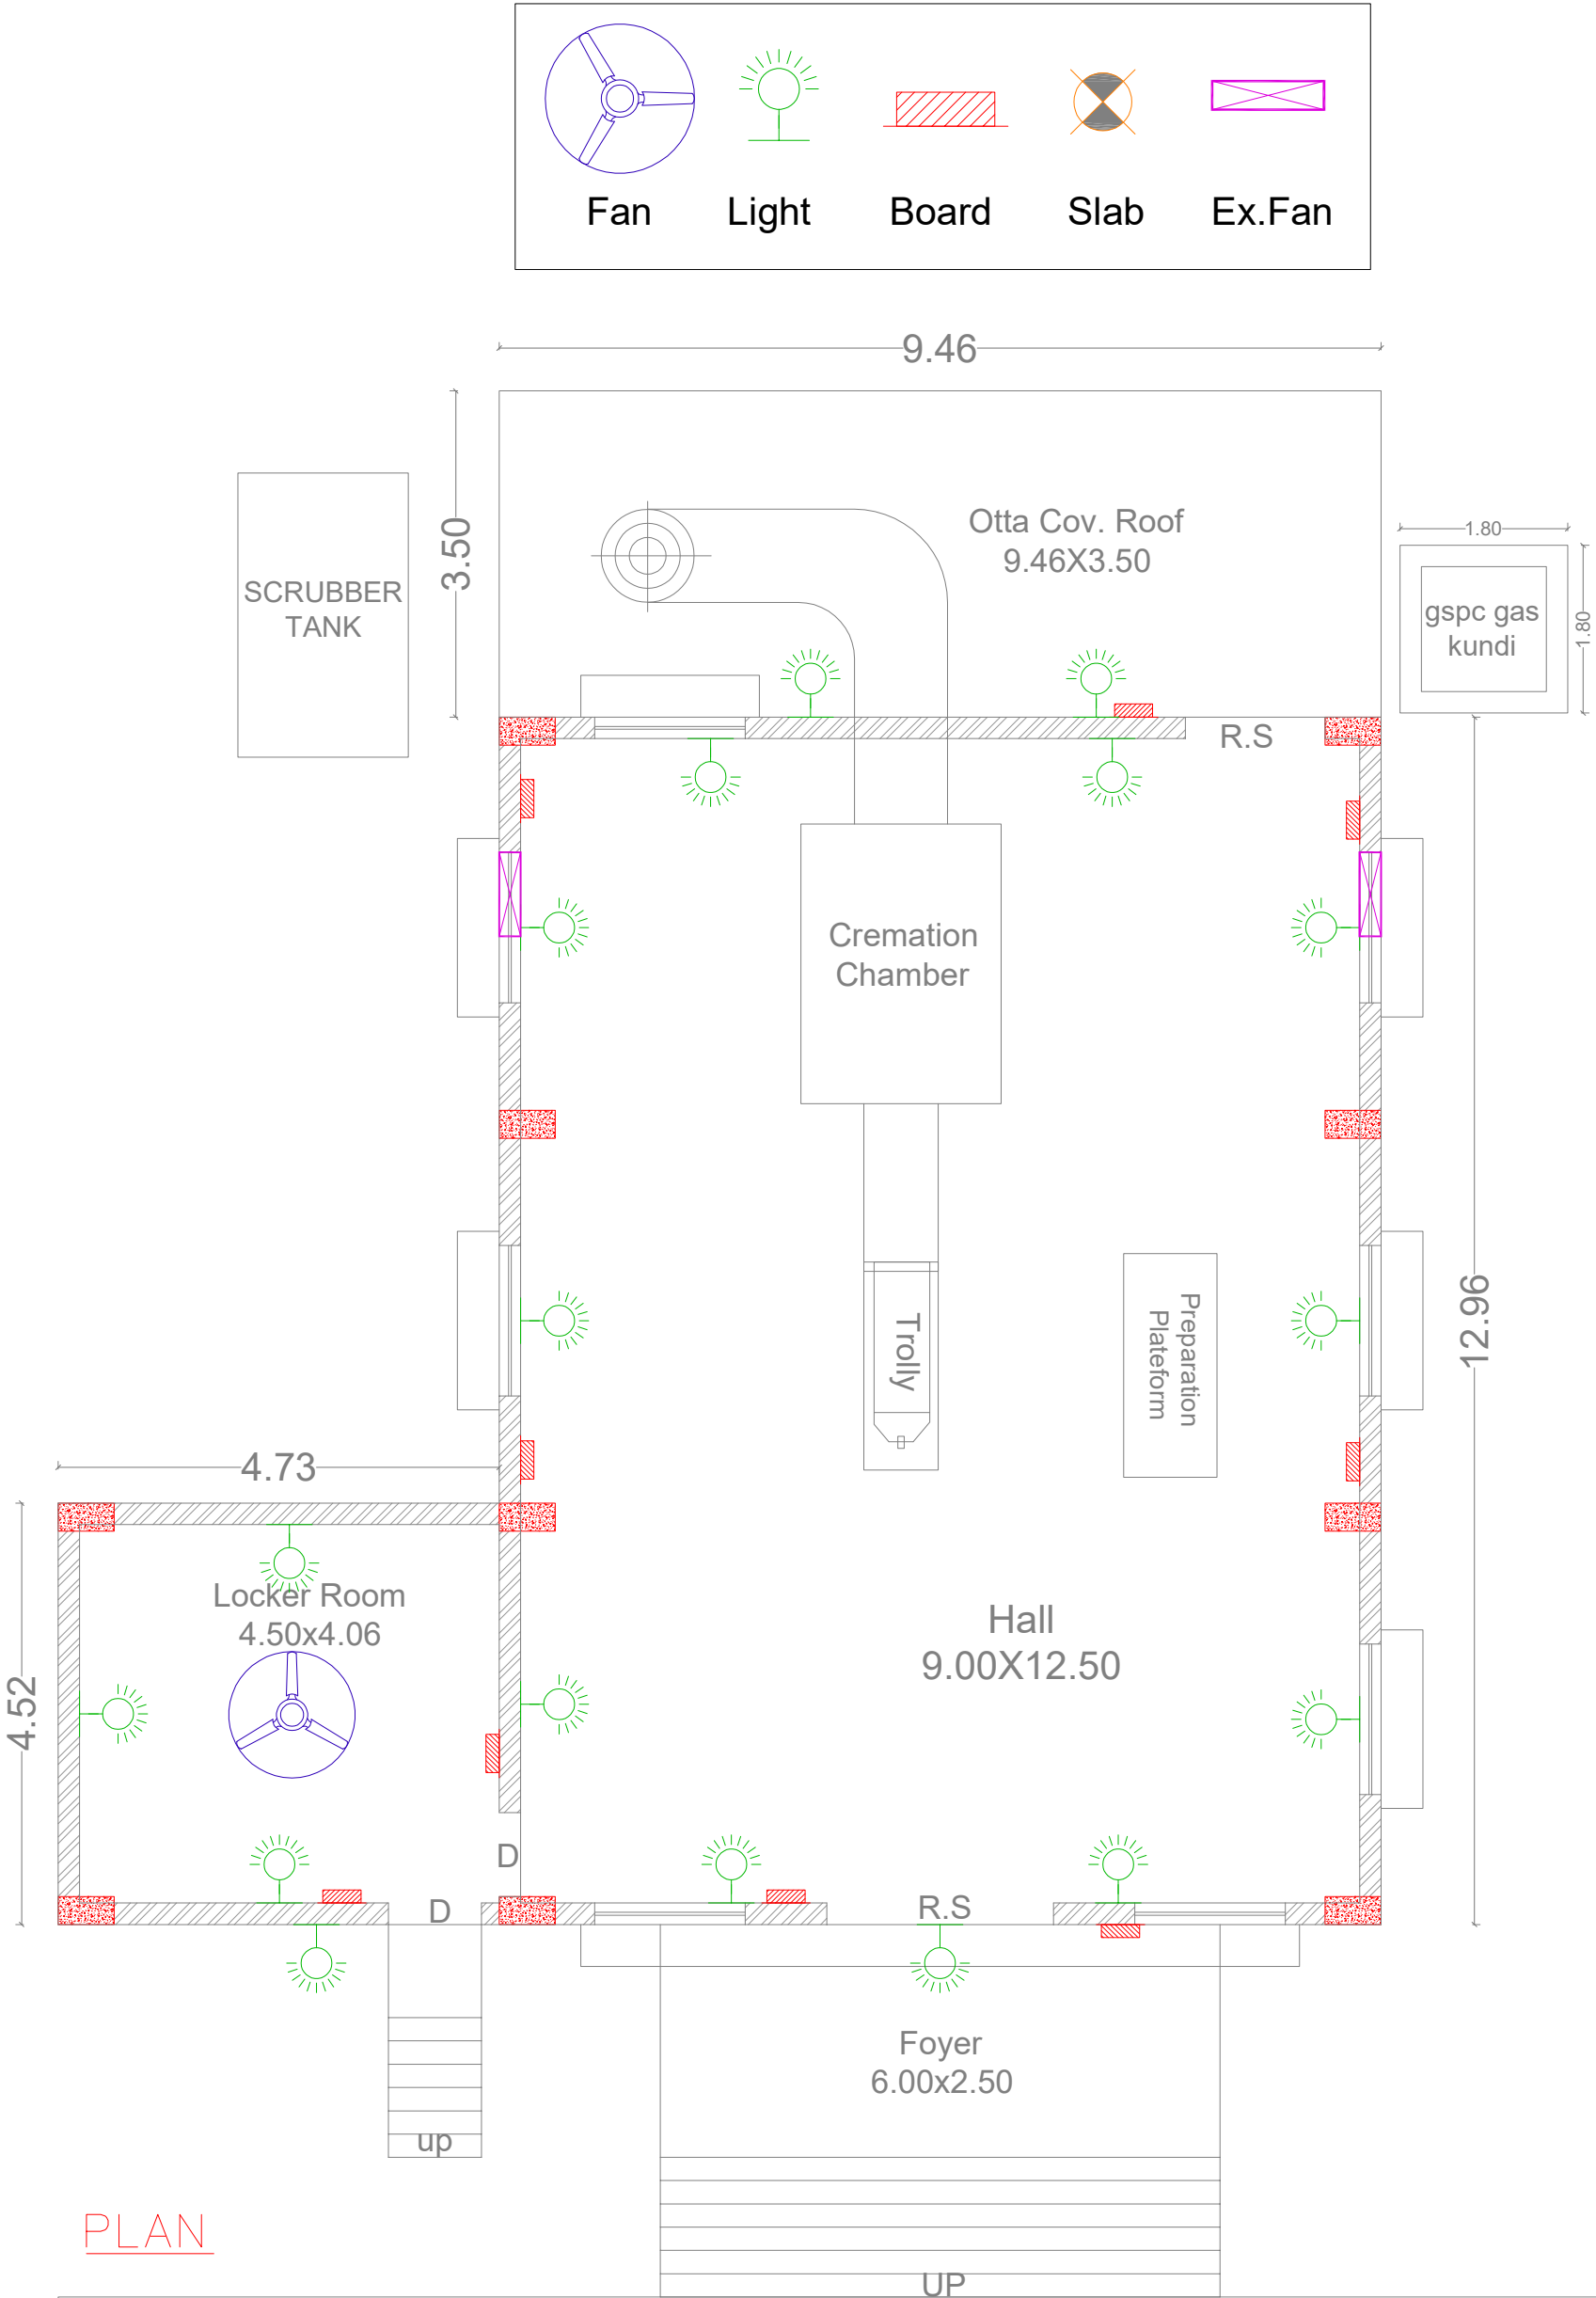 Fan Light Board Slab Ex.Fan
9.46
3.50
SCRUBBER
TANK
Otta Cov. Roof
9.46X3.50
1.80
1.80
gspc gas
kundi
R.S
Cremation
Chamber
12.96
Trolly
Preparation
Plateform
4.73
4.52
Locker Room
4.50x4.06
Hall
9.00X12.50
D
D
R.S
Foyer
6.00x2.50
up
PLAN
UP